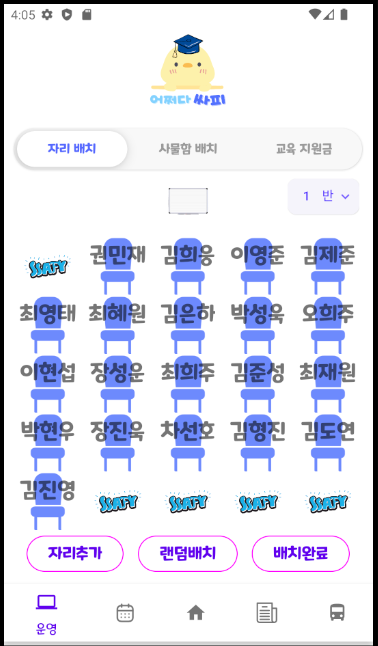 4:05
어쩌다 싸피
자리 배치 사물함 배치 교육 지원금
1 반
SSAFY 권민재 김희웅 이영준 김제준
최영태 최혜원 김은하 박성욱 오희주
이현섭 장성운 최희주 김준성 최재원
박현우 장진욱 차선호 김형진 김도연
김진영 SSAFY SSAFY SSAFY SSAFY
자리추가 랜덤배치 배치완료
운영